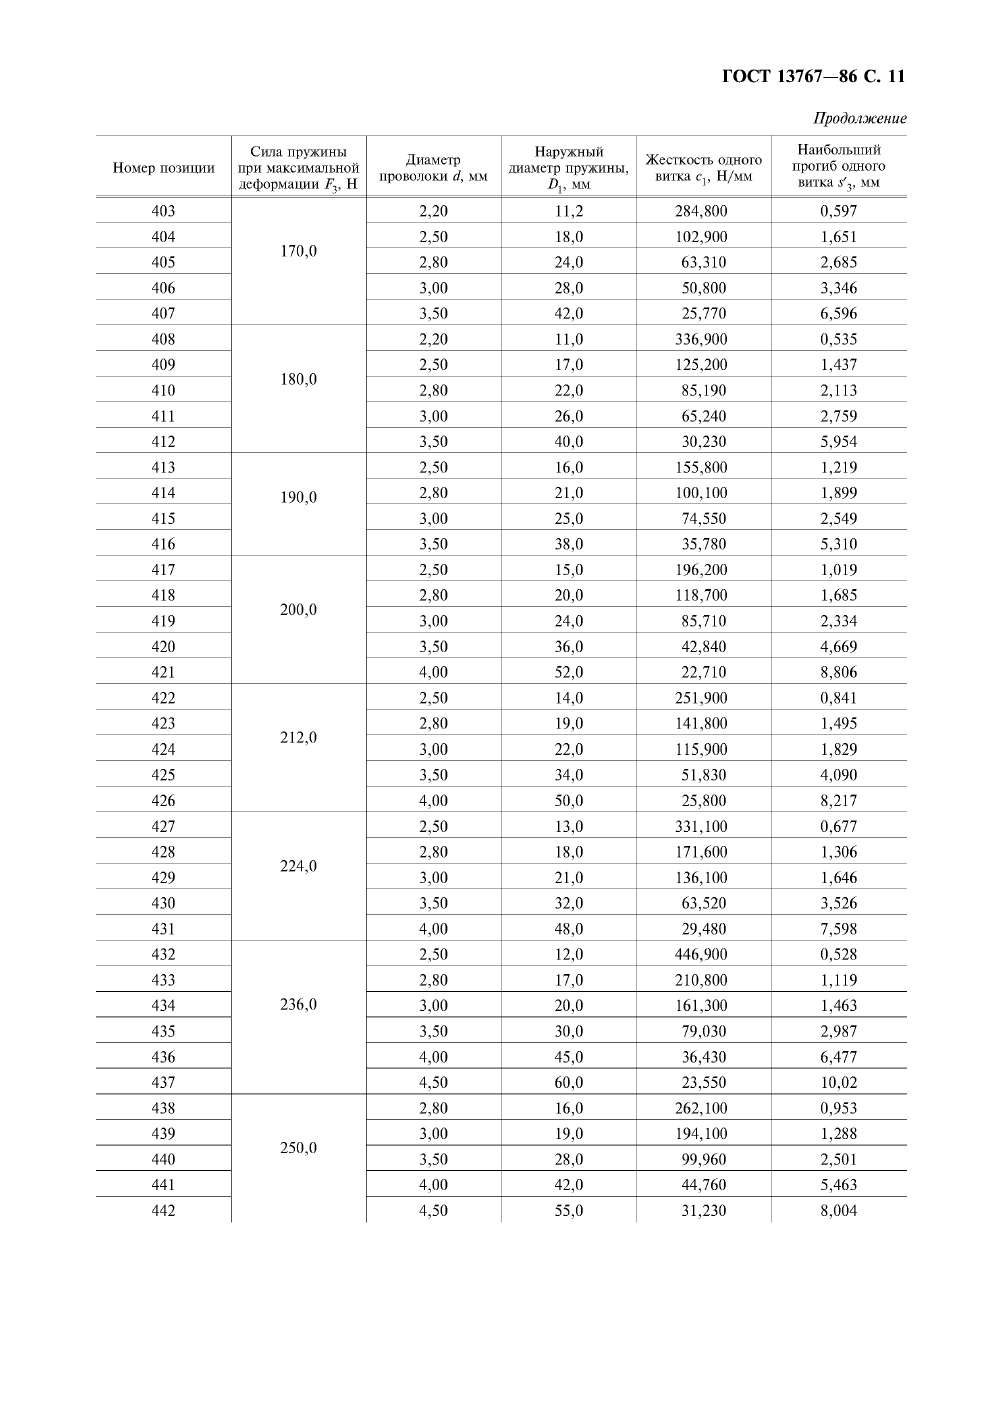 ГОСТ 13767—86 С. 11
Продолжение
Номер позиции | Сила пружины при максимальной деформации F3, Н | Диаметр проволоки d, мм | Наружный диаметр пружины, D1, мм | Жесткость одного витка c1, Н/мм | Наибольший прогиб одного витка s′3, мм
403 | 170,0 | 2,20 | 11,2 | 284,800 | 0,597
404 | 2,50 | 18,0 | 102,900 | 1,651
405 | 2,80 | 24,0 | 63,310 | 2,685
406 | 3,00 | 28,0 | 50,800 | 3,346
407 | 3,50 | 42,0 | 25,770 | 6,596
408 | 180,0 | 2,20 | 11,0 | 336,900 | 0,535
409 | 2,50 | 17,0 | 125,200 | 1,437
410 | 2,80 | 22,0 | 85,190 | 2,113
411 | 3,00 | 26,0 | 65,240 | 2,759
412 | 3,50 | 40,0 | 30,230 | 5,954
413 | 190,0 | 2,50 | 16,0 | 155,800 | 1,219
414 | 2,80 | 21,0 | 100,100 | 1,899
415 | 3,00 | 25,0 | 74,550 | 2,549
416 | 3,50 | 38,0 | 35,780 | 5,310
417 | 200,0 | 2,50 | 15,0 | 196,200 | 1,019
418 | 2,80 | 20,0 | 118,700 | 1,685
419 | 3,00 | 24,0 | 85,710 | 2,334
420 | 3,50 | 36,0 | 42,840 | 4,669
421 | 4,00 | 52,0 | 22,710 | 8,806
422 | 212,0 | 2,50 | 14,0 | 251,900 | 0,841
423 | 2,80 | 19,0 | 141,800 | 1,495
424 | 3,00 | 22,0 | 115,900 | 1,829
425 | 3,50 | 34,0 | 51,830 | 4,090
426 | 4,00 | 50,0 | 25,800 | 8,217
427 | 224,0 | 2,50 | 13,0 | 331,100 | 0,677
428 | 2,80 | 18,0 | 171,600 | 1,306
429 | 3,00 | 21,0 | 136,100 | 1,646
430 | 3,50 | 32,0 | 63,520 | 3,526
431 | 4,00 | 48,0 | 29,480 | 7,598
432 | 236,0 | 2,50 | 12,0 | 446,900 | 0,528
433 | 2,80 | 17,0 | 210,800 | 1,119
434 | 3,00 | 20,0 | 161,300 | 1,463
435 | 3,50 | 30,0 | 79,030 | 2,987
436 | 4,00 | 45,0 | 36,430 | 6,477
437 | 4,50 | 60,0 | 23,550 | 10,02
438 | 250,0 | 2,80 | 16,0 | 262,100 | 0,953
439 | 3,00 | 19,0 | 194,100 | 1,288
440 | 3,50 | 28,0 | 99,960 | 2,501
441 | 4,00 | 42,0 | 44,760 | 5,463
442 | 4,50 | 55,0 | 31,230 | 8,004